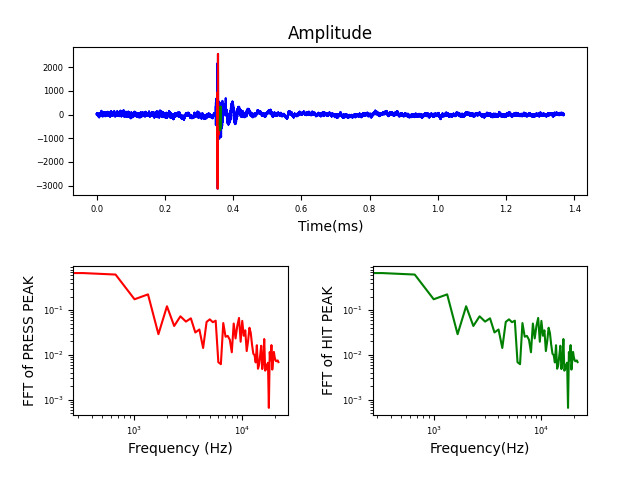 Amplitude
2000
1000
0
−1000
−2000
−3000
0.0 0.2 0.4 0.6 0.8 1.0 1.2 1.4
Time(ms)
FFT of PRESS PEAK
10⁻¹
10⁻²
10⁻³
10³ 10⁴
Frequency (Hz)
FFT of HIT PEAK
10⁻¹
10⁻²
10⁻³
10³ 10⁴
Frequency(Hz)